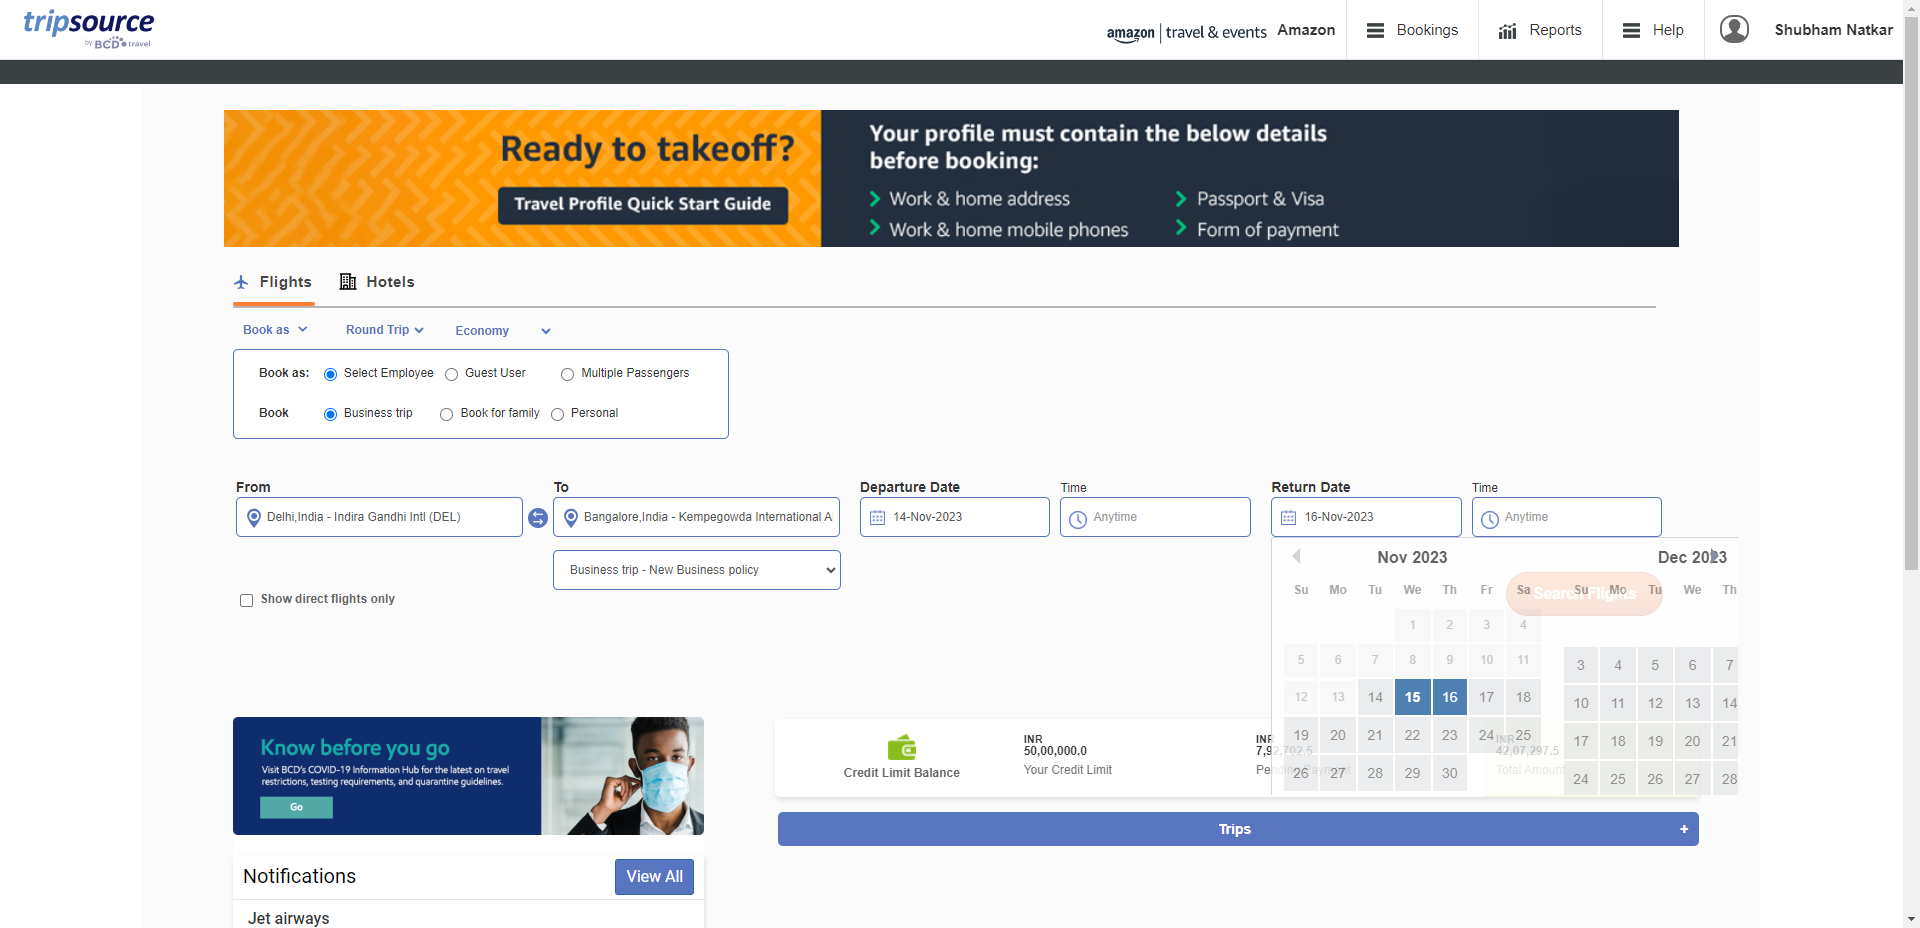 tripsource
by BCD travel
amazon | travel & events Amazon
Bookings
Reports
Help
Shubham Natkar
Ready to takeoff?
Travel Profile Quick Start Guide
Your profile must contain the below details
before booking:
Work & home address
Passport & Visa
Work & home mobile phones
Form of payment
Flights
Hotels
Book as
Round Trip
Economy
Book as: Select Employee Guest User Multiple Passengers
Book Business trip Book for family Personal
From
To
Departure Date
Time
Return Date
Time
Delhi,India - Indira Gandhi Intl (DEL)
Bangalore,India - Kempegowda International A
14-Nov-2023
Anytime
16-Nov-2023
Anytime
Business trip - New Business policy
Show direct flights only
Nov 2023
Su Mo Tu We Th Fr Sa
1 2 3 4
5 6 7 8 9 10 11
12 13 14 15 16 17 18
19 20 21 22 23 24 25
26 27 28 29 30
Dec 2023
Su Mo Tu We Th
3 4 5 6 7
10 11 12 13 14
17 18 19 20 21
24 25 26 27 28
Search Flights
Know before you go
Visit BCD's COVID-19 Information Hub for the latest on travel
restrictions, testing requirements, and quarantine guidelines.
Go
Credit Limit Balance
INR
50,00,000.0
Your Credit Limit
INR
7,92,702.5
Pending Payment
INR
42,07,297.5
Total Amount
Trips +
Notifications
View All
Jet airways